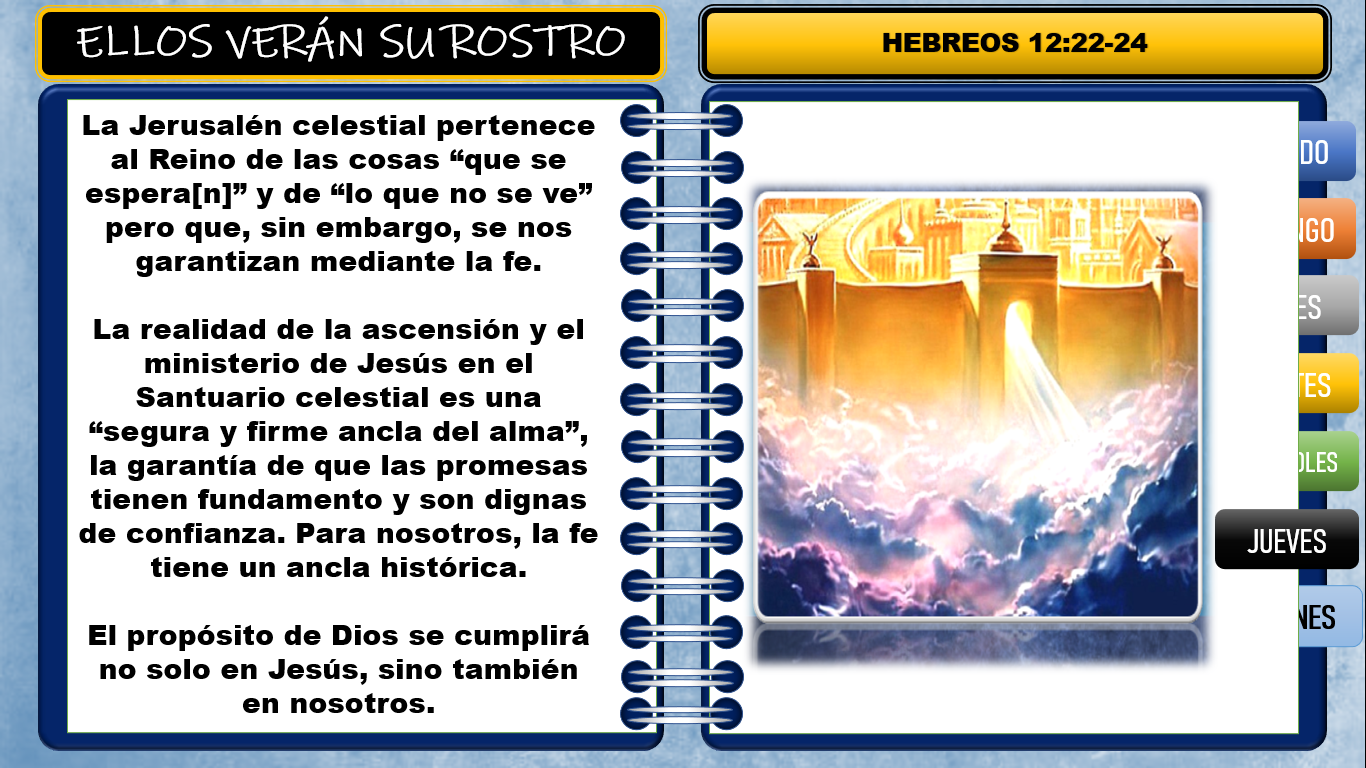 ELLOS VERÁN SU ROSTRO
HEBREOS 12:22-24
La Jerusalén celestial pertenece
al Reino de las cosas “que se
espera[n]” y de “lo que no se ve”
pero que, sin embargo, se nos
garantizan mediante la fe.
La realidad de la ascensión y el
ministerio de Jesús en el
Santuario celestial es una
“segura y firme ancla del alma”,
la garantía de que las promesas
tienen fundamento y son dignas
de confianza. Para nosotros, la fe
tiene un ancla histórica.
El propósito de Dios se cumplirá
no solo en Jesús, sino también
en nosotros.
DO
NGO
ES
TES
OLES
JUEVES
NES